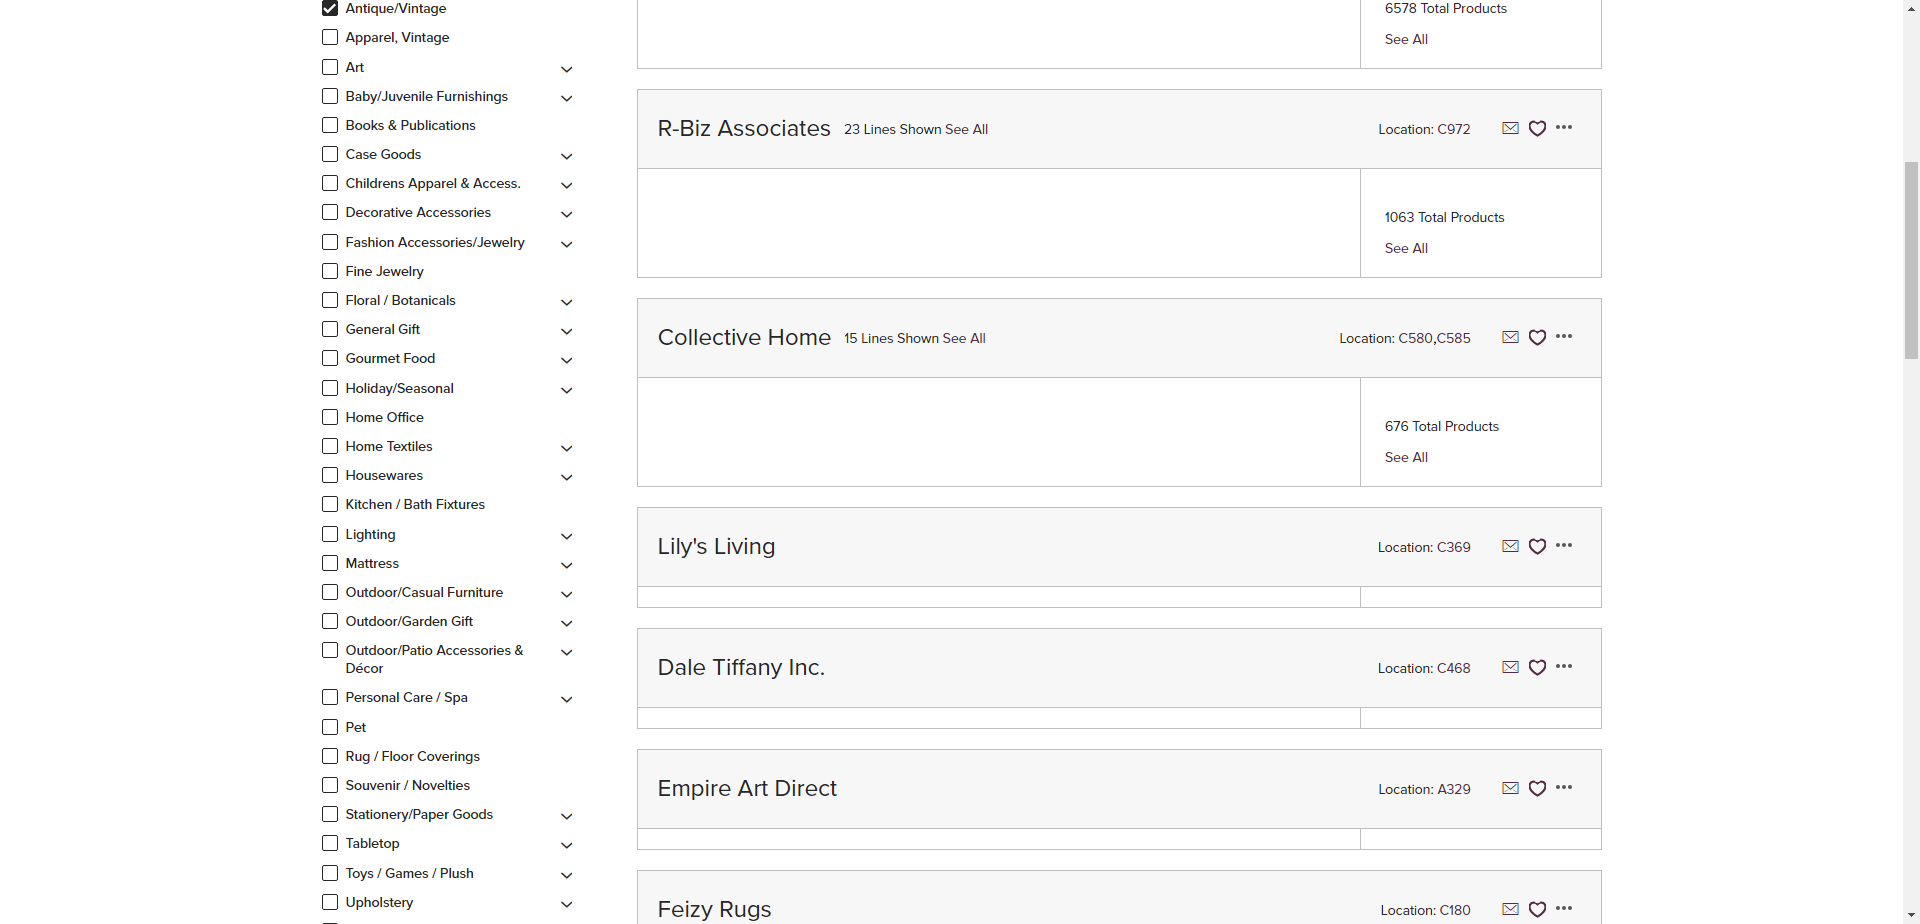 Antique/Vintage
Apparel, Vintage
Art
Baby/Juvenile Furnishings
Books & Publications
Case Goods
Childrens Apparel & Access.
Decorative Accessories
Fashion Accessories/Jewelry
Fine Jewelry
Floral / Botanicals
General Gift
Gourmet Food
Holiday/Seasonal
Home Office
Home Textiles
Housewares
Kitchen / Bath Fixtures
Lighting
Mattress
Outdoor/Casual Furniture
Outdoor/Garden Gift
Outdoor/Patio Accessories &
Décor
Personal Care / Spa
Pet
Rug / Floor Coverings
Souvenir / Novelties
Stationery/Paper Goods
Tabletop
Toys / Games / Plush
Upholstery
6578 Total Products
See All
R-Biz Associates 23 Lines Shown See All Location: C972
1063 Total Products
See All
Collective Home 15 Lines Shown See All Location: C580,C585
676 Total Products
See All
Lily's Living Location: C369
Dale Tiffany Inc. Location: C468
Empire Art Direct Location: A329
Feizy Rugs Location: C180